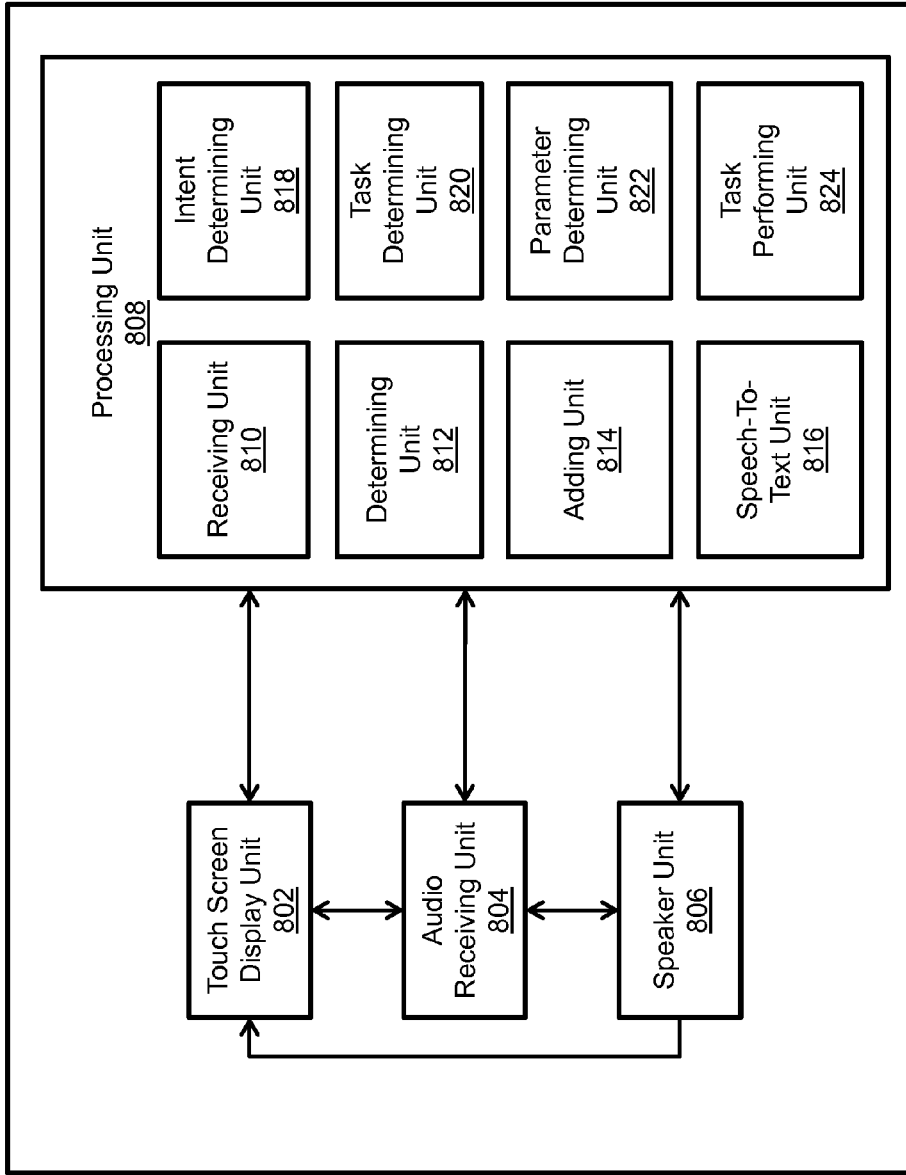 Processing Unit
808
Receiving Unit
810
Intent
Determining
Unit
818
Determining
Unit
812
Task
Determining
Unit
820
Adding Unit
814
Parameter
Determining
Unit
822
Speech-To-
Text Unit
816
Task
Performing
Unit
824
Touch Screen
Display Unit
802
Audio
Receiving Unit
804
Speaker Unit
806